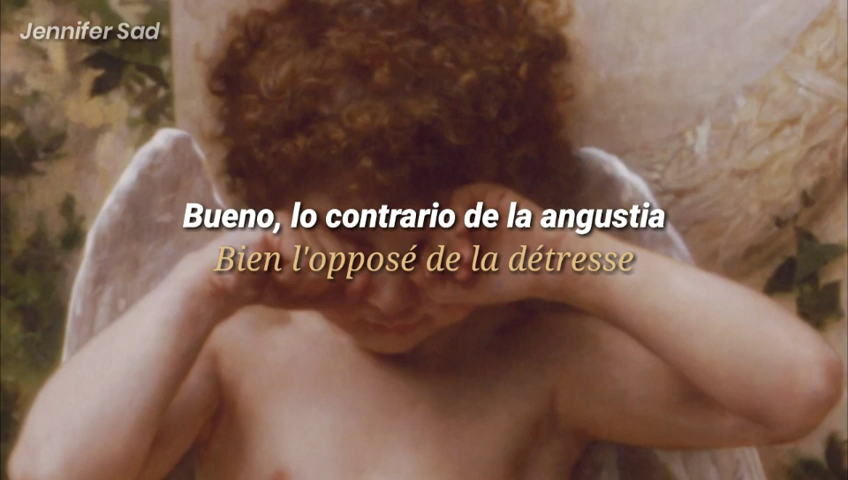 Jennifer Sad
Bueno, lo contrario de la angustia
Bien l'opposé de la détresse